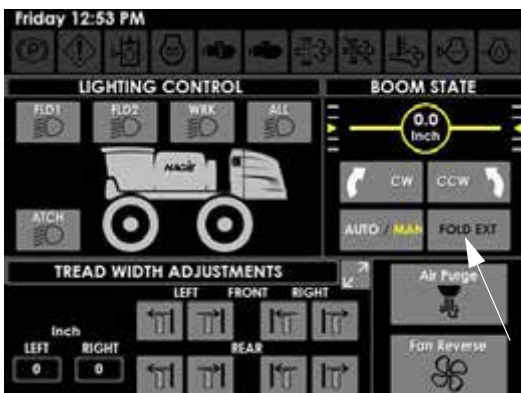 Friday 12:53 PM
LIGHTING CONTROL
FLD1 FLD2 WRK ALL
HAGIE
ATCH
BOOM STATE
0.0
Inch
CW CCW
AUTO / MAN FOLD EXT
TREAD WIDTH ADJUSTMENTS
LEFT FRONT RIGHT
Inch
LEFT RIGHT
REAR
0 0
Air Purge
Fan Reverse